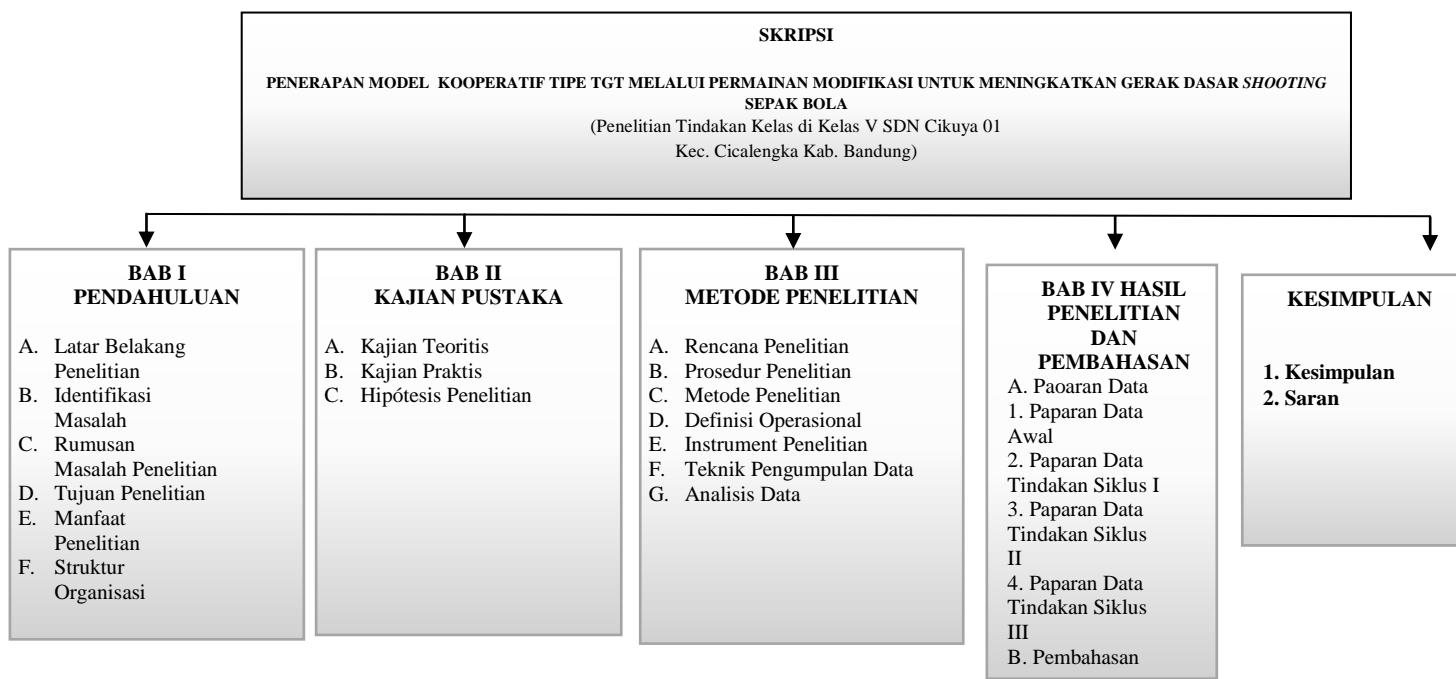 SKRIPSI
PENERAPAN MODEL KOOPERATIF TIPE TGT MELALUI PERMAINAN MODIFIKASI UNTUK MENINGKATKAN GERAK DASAR SHOOTING
SEPAK BOLA
(Penelitian Tindakan Kelas di Kelas V SDN Cikuya 01
Kec. Cicalengka Kab. Bandung)
BAB I
PENDAHULUAN
A. Latar Belakang
Penelitian
B. Identifikasi
Masalah
C. Rumusan
Masalah Penelitian
D. Tujuan Penelitian
E. Manfaat
Penelitian
F. Struktur
Organisasi
BAB II
KAJIAN PUSTAKA
A. Kajian Teoritis
B. Kajian Praktis
C. Hipótesis Penelitian
BAB III
METODE PENELITIAN
A. Rencana Penelitian
B. Prosedur Penelitian
C. Metode Penelitian
D. Definisi Operasional
E. Instrument Penelitian
F. Teknik Pengumpulan Data
G. Analisis Data
BAB IV HASIL
PENELITIAN
DAN
PEMBAHASAN
A. Paoaran Data
1. Paparan Data
Awal
2. Paparan Data
Tindakan Siklus I
3. Paparan Data
Tindakan Siklus
II
4. Paparan Data
Tindakan Siklus
III
B. Pembahasan
KESIMPULAN
1. Kesimpulan
2. Saran